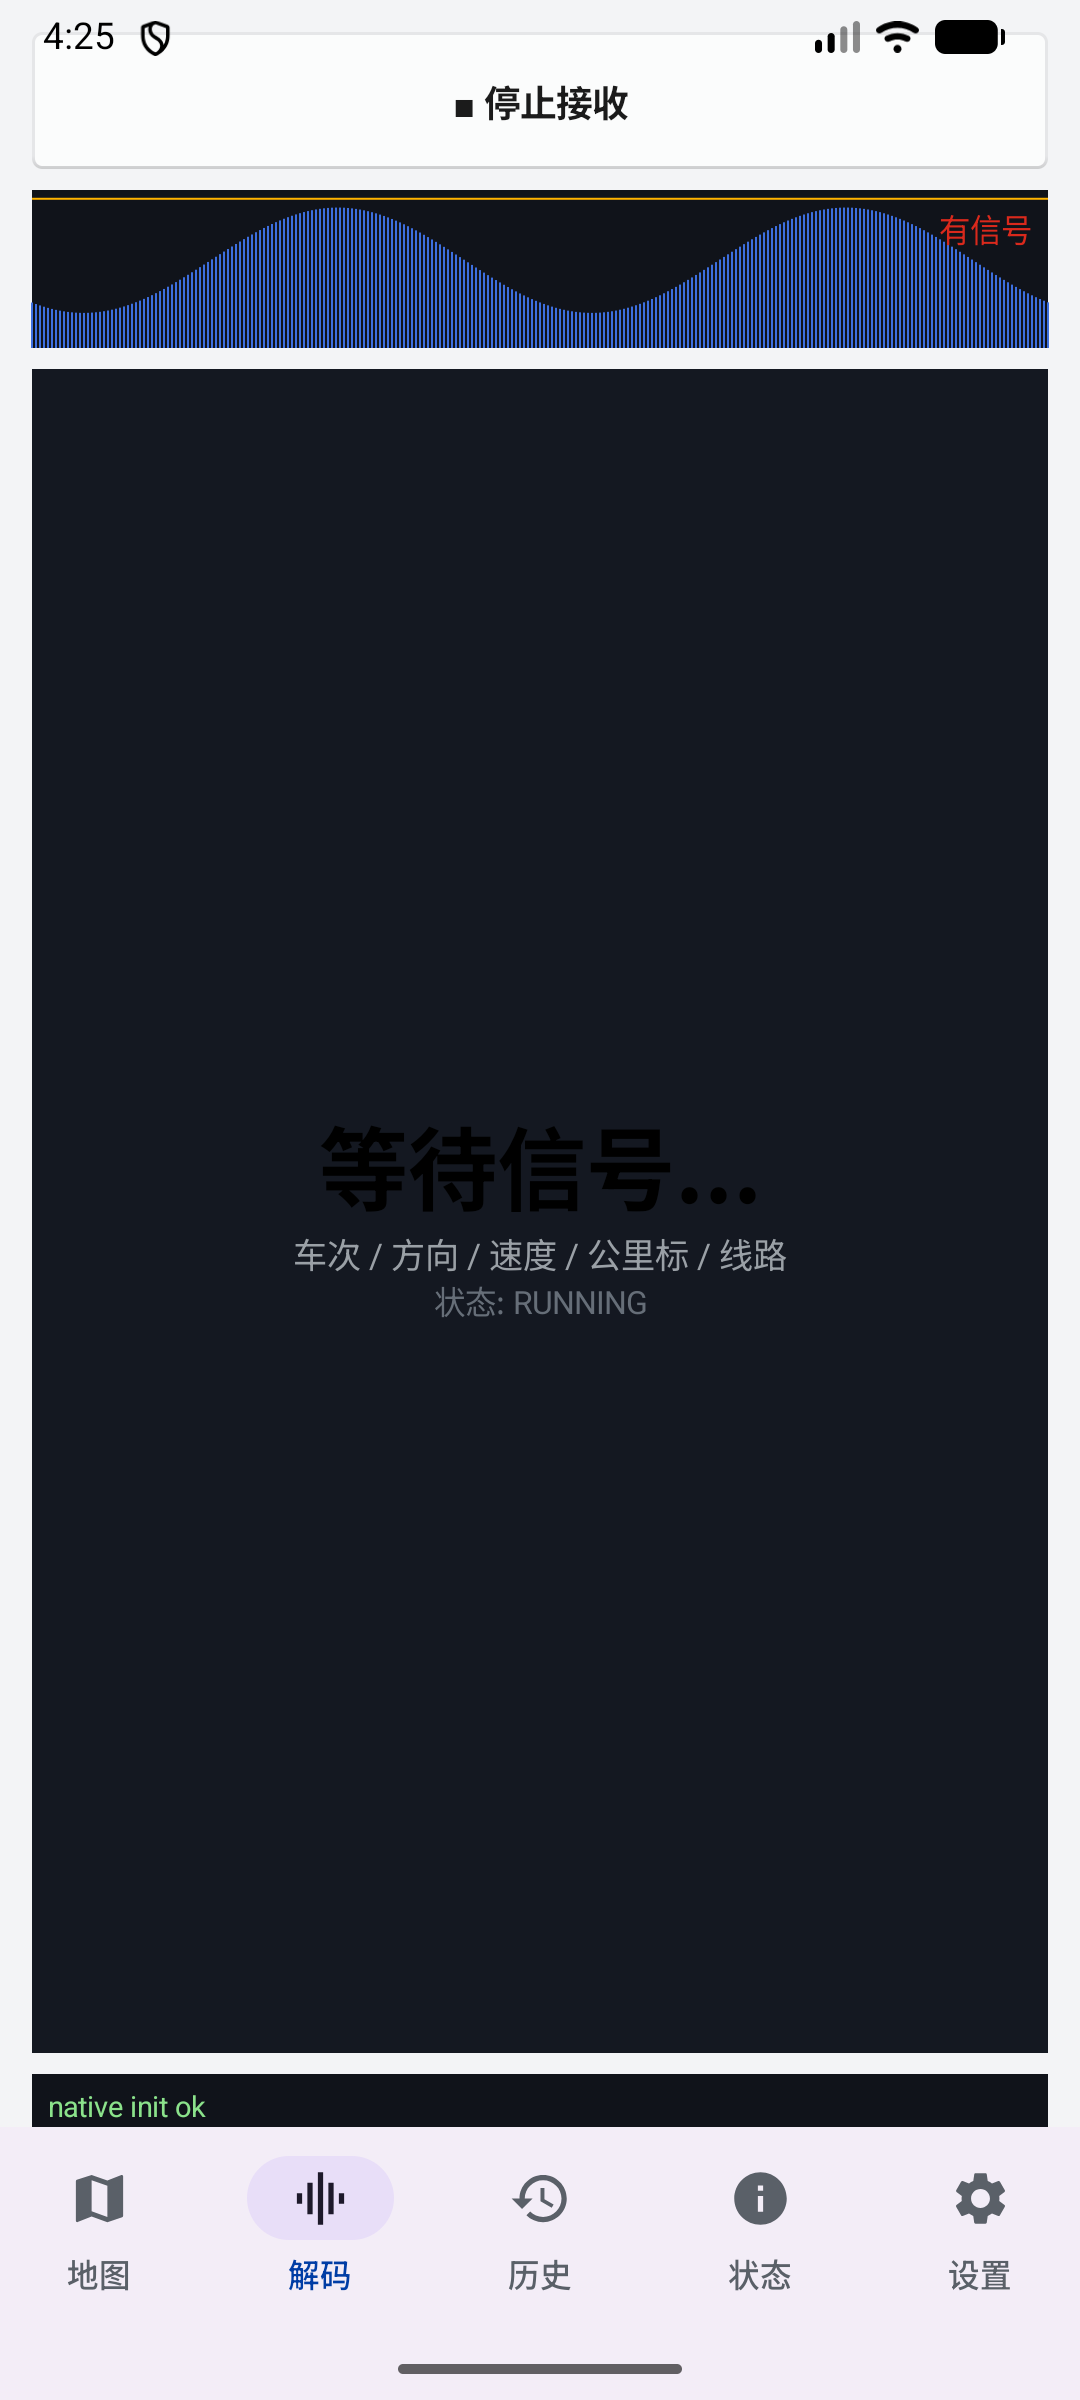 4:25
■ 停止接收
有信号
等待信号...
车次 / 方向 / 速度 / 公里标 / 线路
状态: RUNNING
native init ok
地图 解码 历史 状态 设置